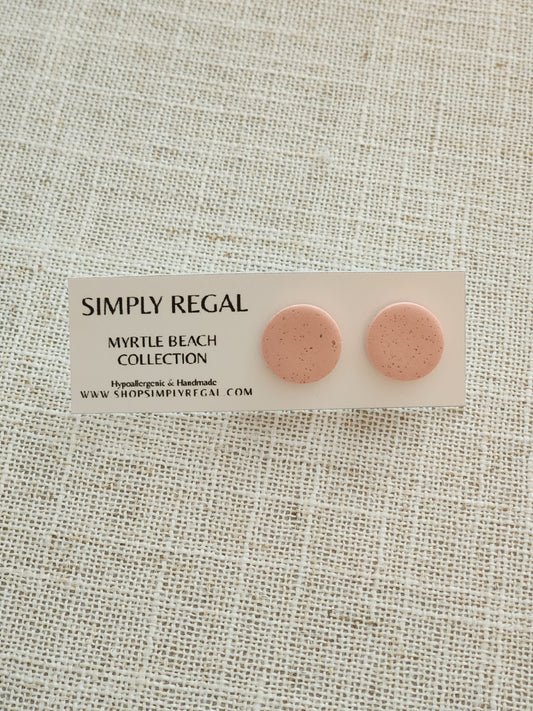 SIMPLY REGAL
MYRTLE BEACH
COLLECTION
Hypoallergenic & Handmade
WWW.SHOPSIMPLYREGAL.COM